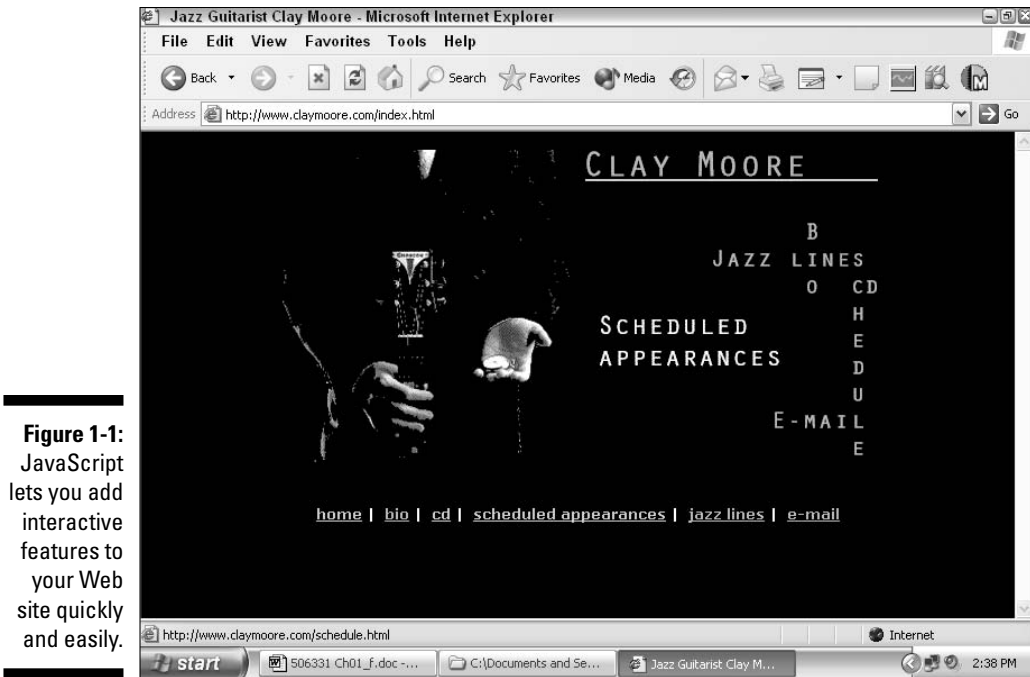 Jazz Guitarist Clay Moore - Microsoft Internet Explorer
File Edit View Favorites Tools Help
Back Search Favorites Media
Address http://www.claymoore.com/index.html Go
CLAY MOORE
B
JAZZ LINES
O CD
H
SCHEDULED
E
APPEARANCES
D
U
E-MAIL
E
home | bio | cd | scheduled appearances | jazz lines | e-mail
Figure 1-1:
JavaScript
lets you add
interactive
features to
your Web
site quickly
and easily.
http://www.claymoore.com/schedule.html Internet
start 506331 Ch01_f.doc -... C:\Documents and Se... Jazz Guitarist Clay M... 2:38 PM